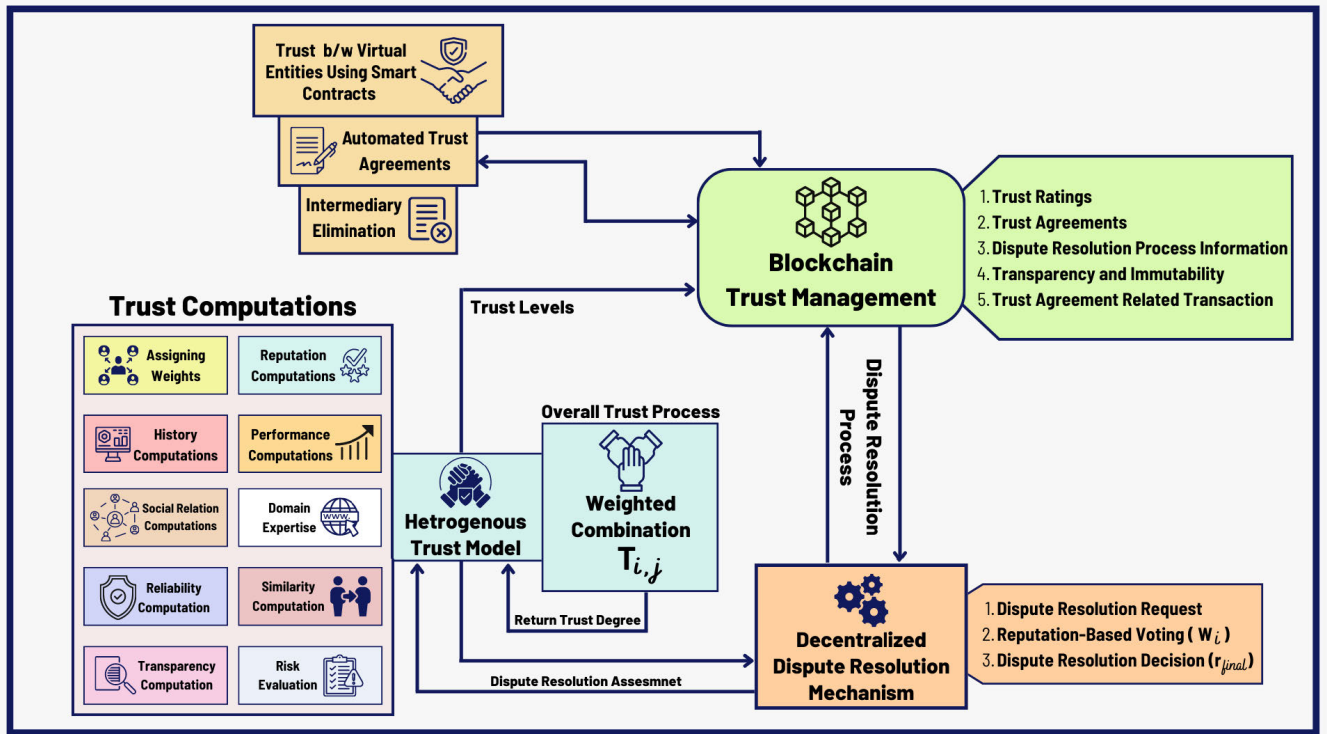 Trust b/w Virtual
Entities Using Smart
Contracts
Automated Trust
Agreements
Intermediary
Elimination
Blockchain
Trust Management
1. Trust Ratings
2. Trust Agreements
3. Dispute Resolution Process Information
4. Transparency and Immutability
5. Trust Agreement Related Transaction
Trust Levels
Trust Computations
Assigning
Weights
Reputation
Computations
History
Computations
Performance
Computations
Social Relation
Computations
Domain
Expertise
WWW.
Reliability
Computation
Similarity
Computation
Transparency
Computation
Risk
Evaluation
Hetrogenous
Trust Model
Overall Trust Process
Weighted
Combination
T i,j
Return Trust Degree
Dispute Resolution
Process
Dispute Resolution Assesmnet
Decentralized
Dispute Resolution
Mechanism
1. Dispute Resolution Request
2. Reputation-Based Voting ( W i )
3. Dispute Resolution Decision (r final)